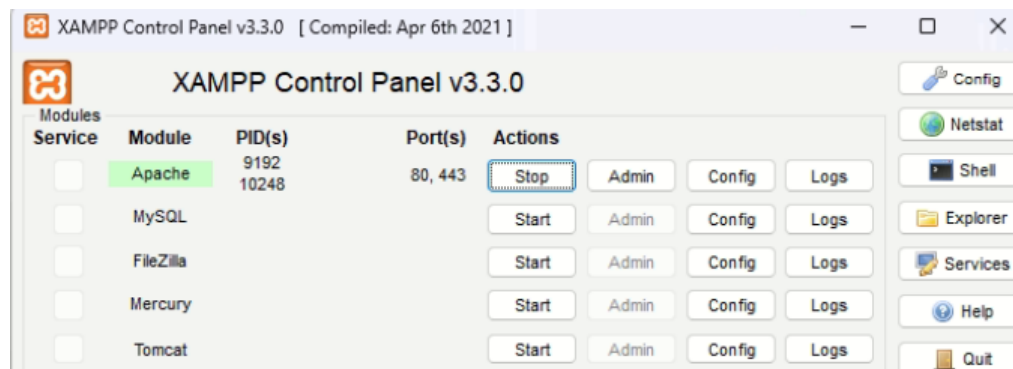 XAMPP Control Panel v3.3.0 [ Compiled: Apr 6th 2021 ]
XAMPP Control Panel v3.3.0
Config
Modules
Service Module PID(s) Port(s) Actions
Netstat
Apache 9192 10248 80, 443 Stop Admin Config Logs
Shell
MySQL Start Admin Config Logs
Explorer
FileZilla Start Admin Config Logs
Services
Mercury Start Admin Config Logs
Help
Tomcat Start Admin Config Logs
Quit